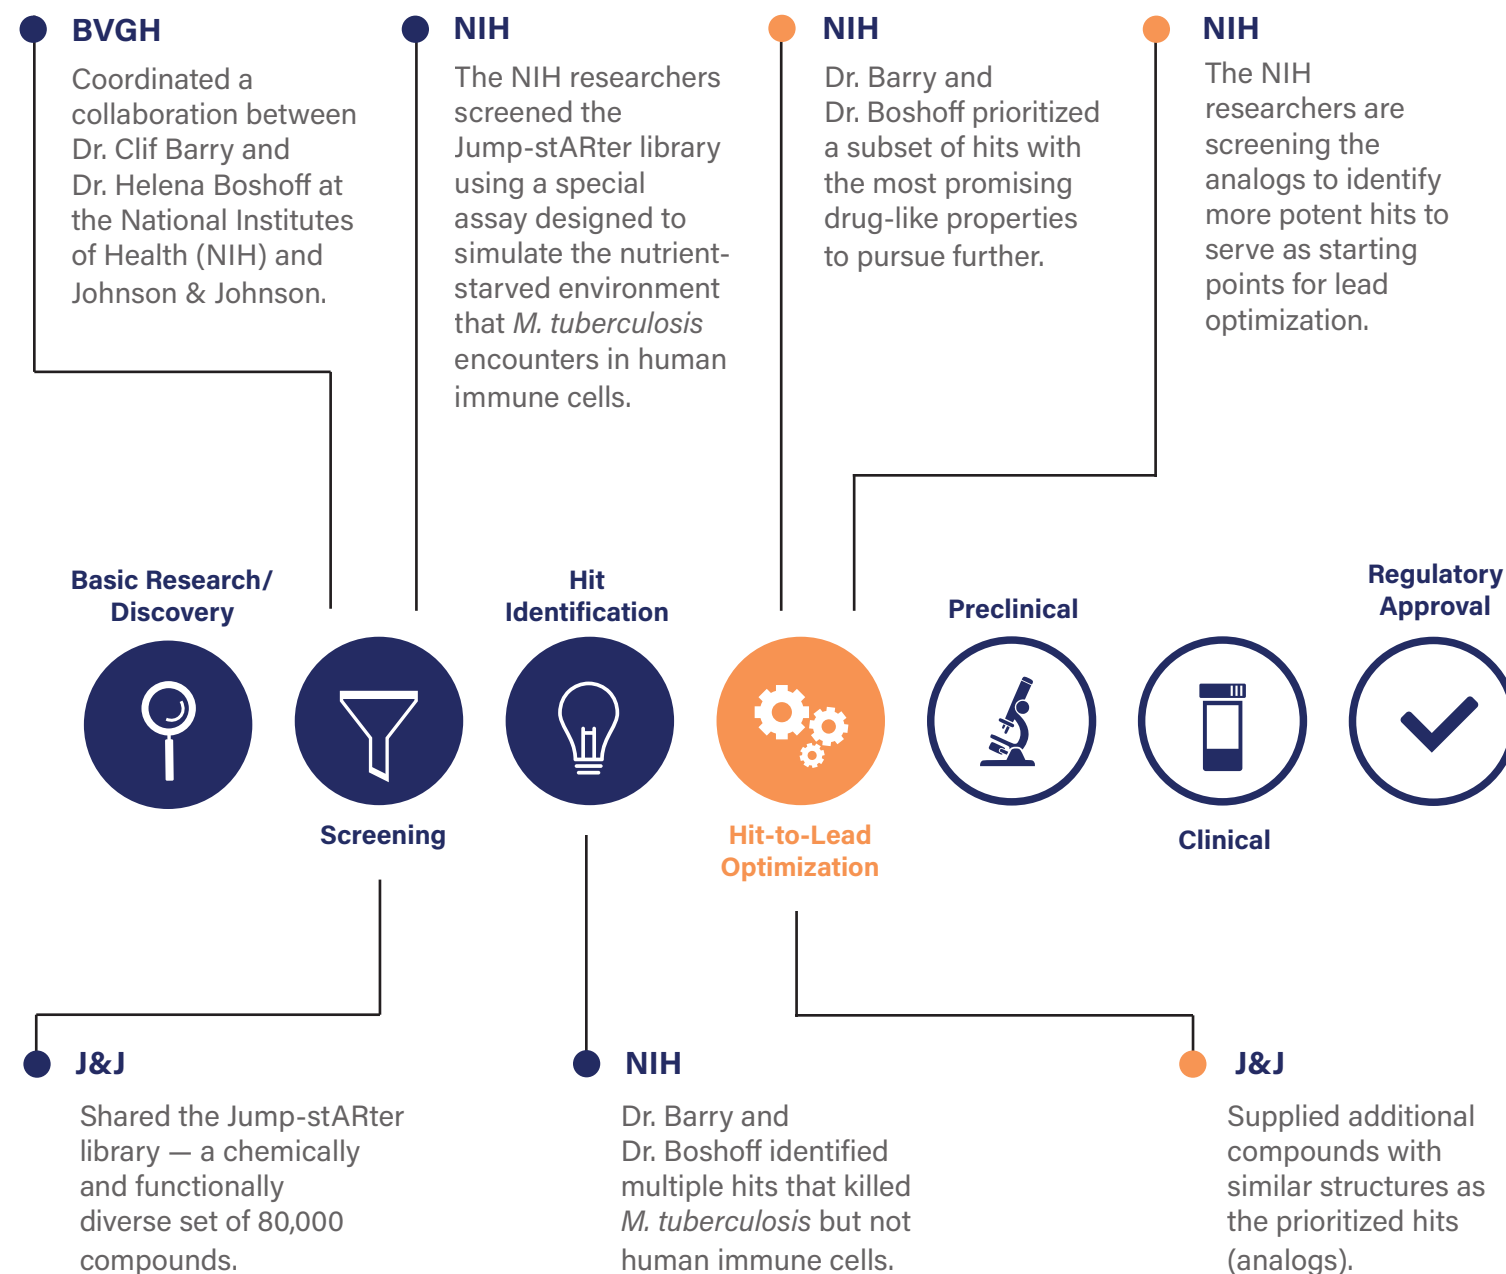 BVGH
Coordinated a
collaboration between
Dr. Clif Barry and
Dr. Helena Boshoff at
the National Institutes
of Health (NIH) and
Johnson & Johnson.
NIH
The NIH researchers
screened the
Jump-stARter library
using a special
assay designed to
simulate the nutrient-
starved environment
that M. tuberculosis
encounters in human
immune cells.
NIH
Dr. Barry and
Dr. Boshoff prioritized
a subset of hits with
the most promising
drug-like properties
to pursue further.
NIH
The NIH
researchers are
screening the
analogs to identify
more potent hits to
serve as starting
points for lead
optimization.
Basic Research/
Discovery
Screening
Hit
Identification
Hit-to-Lead
Optimization
Preclinical
Clinical
Regulatory
Approval
J&J
Shared the Jump-stARter
library — a chemically
and functionally
diverse set of 80,000
compounds.
NIH
Dr. Barry and
Dr. Boshoff identified
multiple hits that killed
M. tuberculosis but not
human immune cells.
J&J
Supplied additional
compounds with
similar structures as
the prioritized hits
(analogs).